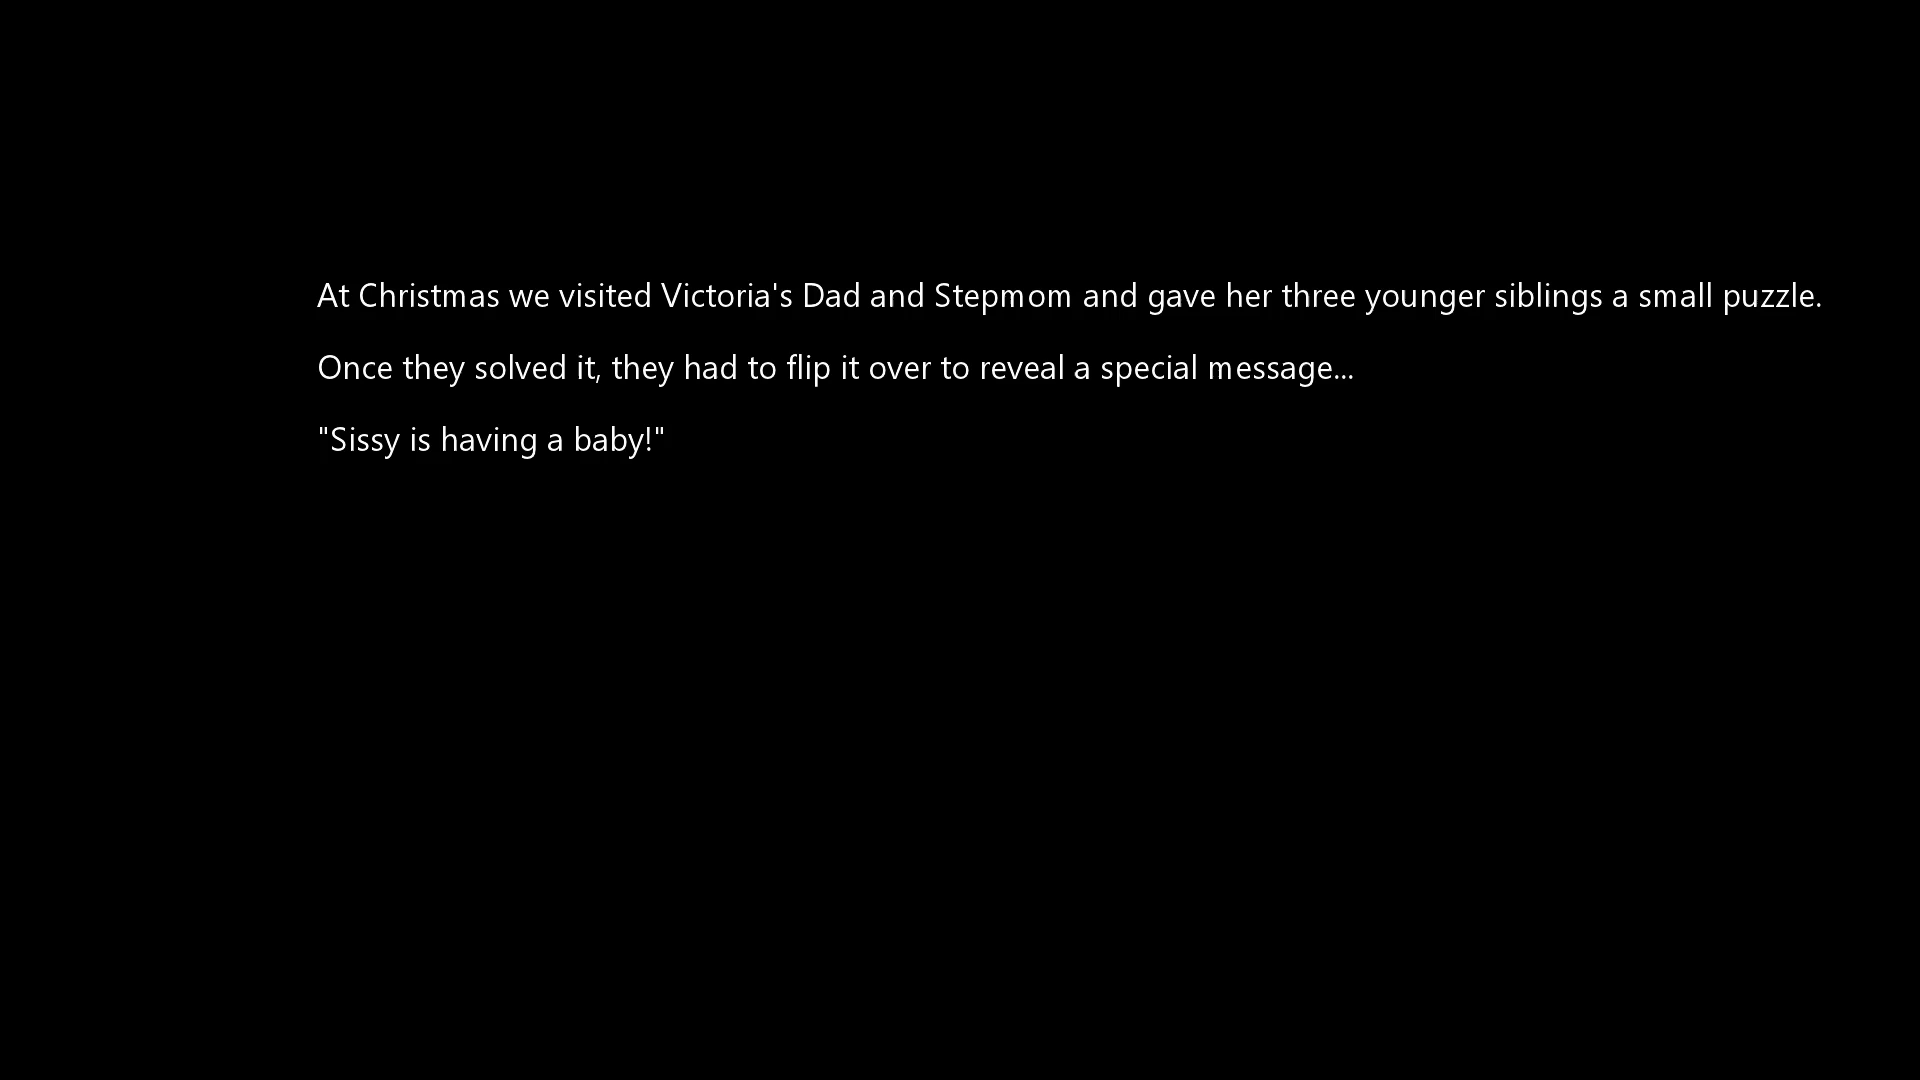 At Christmas we visited Victoria's Dad and Stepmom and gave her three younger siblings a small puzzle.
Once they solved it, they had to flip it over to reveal a special message...
"Sissy is having a baby!"